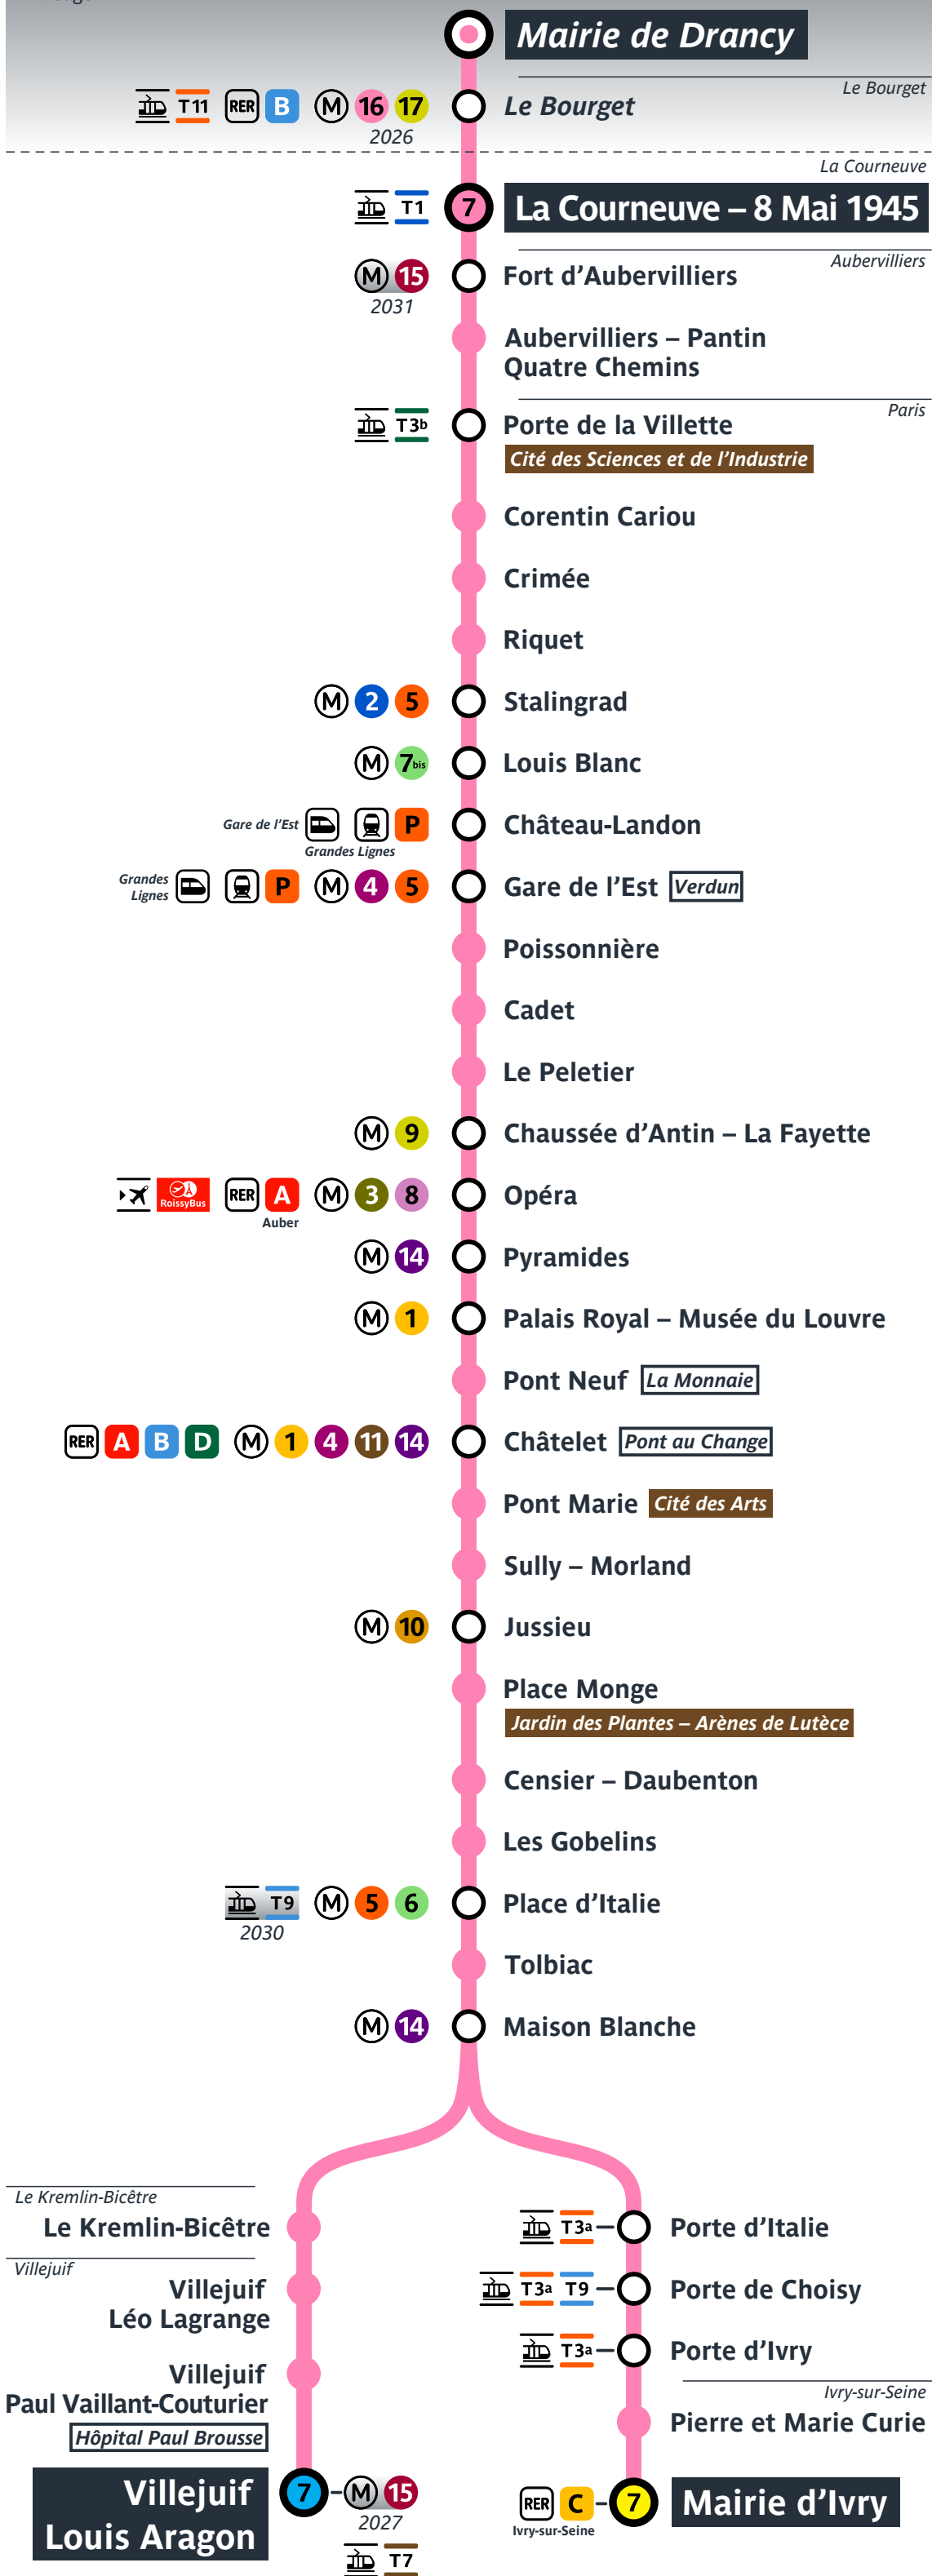 Mairie de Drancy
Le Bourget
T11 RER B M 16 17 Le Bourget
2026
La Courneuve
T1 7 La Courneuve – 8 Mai 1945
Aubervilliers
M 15 Fort d'Aubervilliers
2031
Aubervilliers – Pantin
Quatre Chemins
Paris
T3b Porte de la Villette
Cité des Sciences et de l'Industrie
Corentin Cariou
Crimée
Riquet
M 2 5 Stalingrad
M 7bis Louis Blanc
Gare de l'Est P Château-Landon
Grandes Lignes
Grandes
Lignes P M 4 5 Gare de l'Est Verdun
Poissonnière
Cadet
Le Peletier
M 9 Chaussée d'Antin – La Fayette
RoissyBus RER A M 3 8 Opéra
Auber
M 14 Pyramides
M 1 Palais Royal – Musée du Louvre
Pont Neuf La Monnaie
RER A B D M 1 4 11 14 Châtelet Pont au Change
Pont Marie Cité des Arts
Sully – Morland
M 10 Jussieu
Place Monge
Jardin des Plantes – Arènes de Lutèce
Censier – Daubenton
Les Gobelins
T9 M 5 6 Place d'Italie
2030
Tolbiac
M 14 Maison Blanche
Le Kremlin-Bicêtre
Le Kremlin-Bicêtre
Villejuif
Villejuif
Léo Lagrange
Villejuif
Paul Vaillant-Couturier
Hôpital Paul Brousse
Villejuif
Louis Aragon
7 M 15
2027
T7
T3a Porte d'Italie
T3a T9 Porte de Choisy
T3a Porte d'Ivry
Ivry-sur-Seine
Pierre et Marie Curie
RER C 7 Mairie d'Ivry
Ivry-sur-Seine